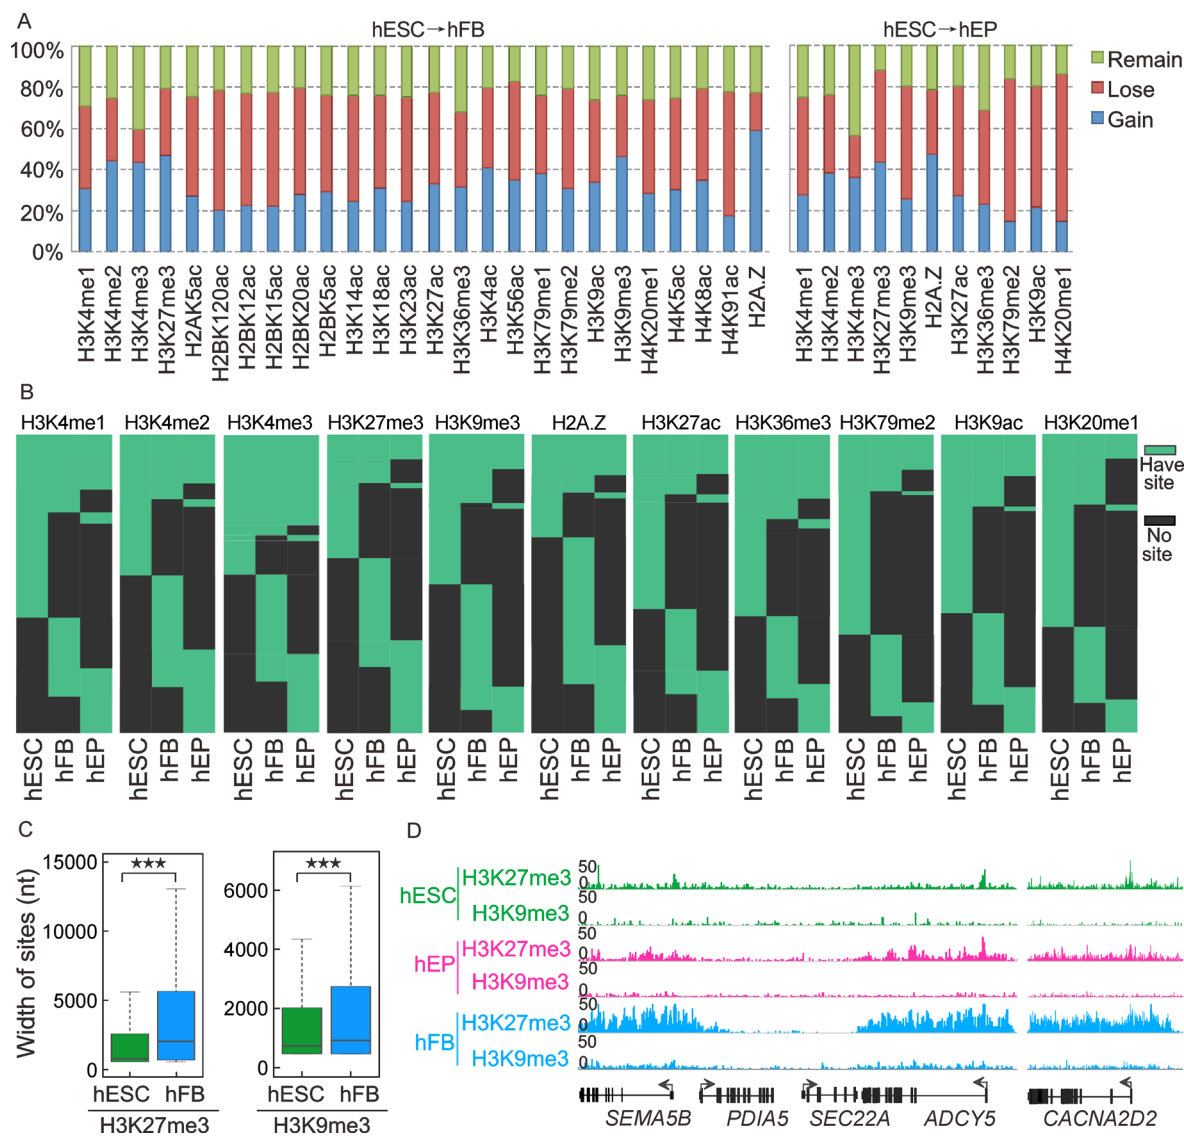 A
hESC→hFB
hESC→hEP
100%
80%
60%
40%
20%
0%
Remain
Lose
Gain
H3K4me1
H3K4me2
H3K4me3
H3K27me3
H2AK5ac
H2BK120ac
H2BK12ac
H2BK15ac
H2BK20ac
H2BK5ac
H3K14ac
H3K18ac
H3K23ac
H3K27ac
H3K36me3
H3K4ac
H3K56ac
H3K79me1
H3K79me2
H3K9ac
H3K9me3
H4K20me1
H4K5ac
H4K8ac
H4K91ac
H2A.Z
H3K4me1
H3K4me2
H3K4me3
H3K27me3
H3K9me3
H2A.Z
H3K27ac
H3K36me3
H3K79me2
H3K9ac
H4K20me1
B
H3K4me1 H3K4me2 H3K4me3 H3K27me3 H3K9me3 H2A.Z H3K27ac H3K36me3 H3K79me2 H3K9ac H3K20me1
Have
site
No
site
hESC hFB hEP hESC hFB hEP hESC hFB hEP hESC hFB hEP hESC hFB hEP hESC hFB hEP hESC hFB hEP hESC hFB hEP hESC hFB hEP hESC hFB hEP hESC hFB hEP
C
Width of sites (nt)
15000
10000
5000
0
★★★
hESC hFB
H3K27me3
6000
4000
2000
0
★★★
hESC hFB
H3K9me3
D
hESC
H3K27me3
50
0
H3K9me3
50
0
hEP
H3K27me3
50
0
H3K9me3
50
0
hFB
H3K27me3
50
0
H3K9me3
50
0
SEMA5B PDIA5 SEC22A ADCY5 CACNA2D2